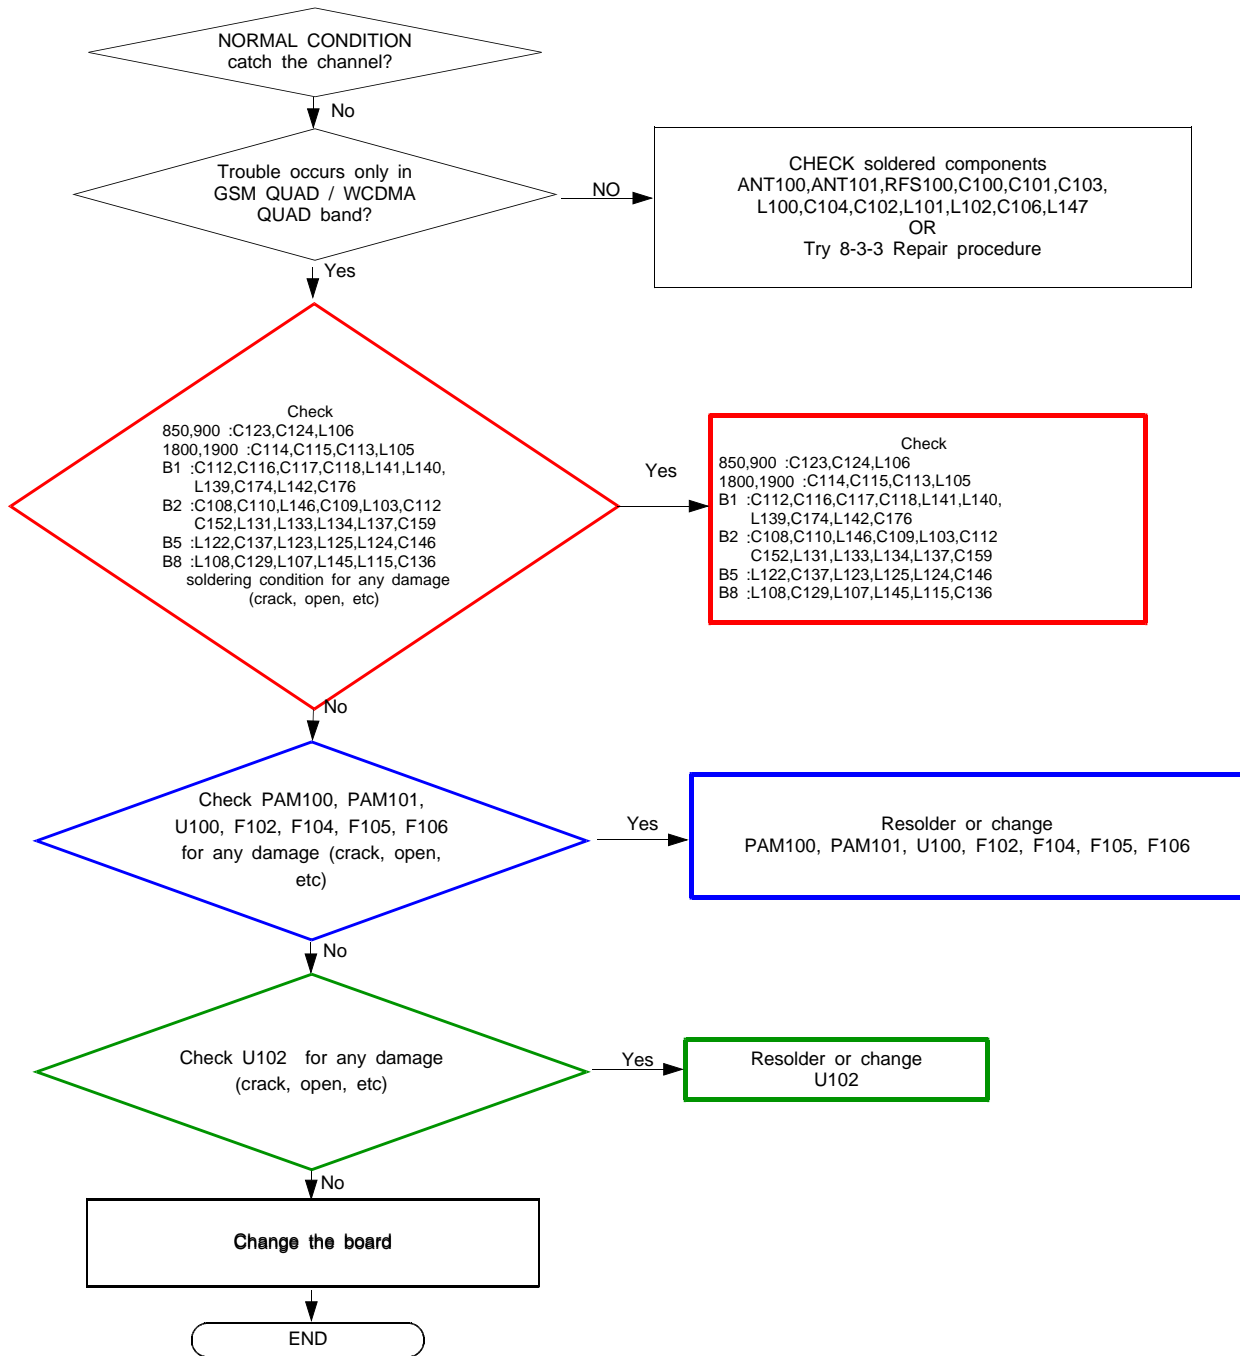 NORMAL CONDITION
catch the channel?
No
Trouble occurs only in
GSM QUAD / WCDMA
QUAD band?
NO
CHECK soldered components
ANT100,ANT101,RFS100,C100,C101,C103,
L100,C104,C102,L101,L102,C106,L147
OR
Try 8-3-3 Repair procedure
Yes
Check
850,900 :C123,C124,L106
1800,1900 :C114,C115,C113,L105
B1 :C112,C116,C117,C118,L141,L140,
L139,C174,L142,C176
B2 :C108,C110,L146,C109,L103,C112
C152,L131,L133,L134,L137,C159
B5 :L122,C137,L123,L125,L124,C146
B8 :L108,C129,L107,L145,L115,C136
soldering condition for any damage
(crack, open, etc)
Yes
Check
850,900 :C123,C124,L106
1800,1900 :C114,C115,C113,L105
B1 :C112,C116,C117,C118,L141,L140,
L139,C174,L142,C176
B2 :C108,C110,L146,C109,L103,C112
C152,L131,L133,L134,L137,C159
B5 :L122,C137,L123,L125,L124,C146
B8 :L108,C129,L107,L145,L115,C136
No
Check PAM100, PAM101,
U100, F102, F104, F105, F106
for any damage (crack, open,
etc)
Yes
Resolder or change
PAM100, PAM101, U100, F102, F104, F105, F106
No
Check U102 for any damage
(crack, open, etc)
Yes
Resolder or change
U102
No
Change the board
END